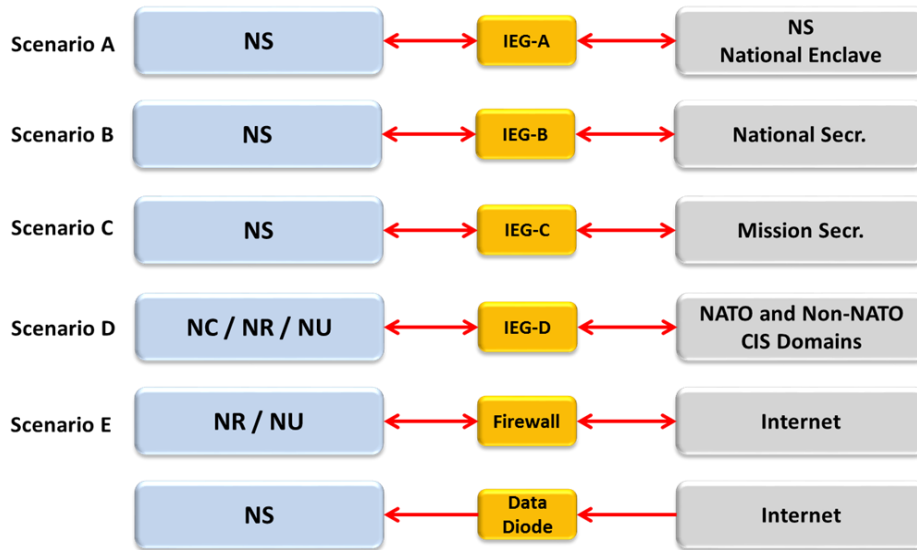 Scenario A
NS
IEG-A
NS
National Enclave
Scenario B
NS
IEG-B
National Secr.
Scenario C
NS
IEG-C
Mission Secr.
Scenario D
NC / NR / NU
IEG-D
NATO and Non-NATO
CIS Domains
Scenario E
NR / NU
Firewall
Internet
NS
Data
Diode
Internet